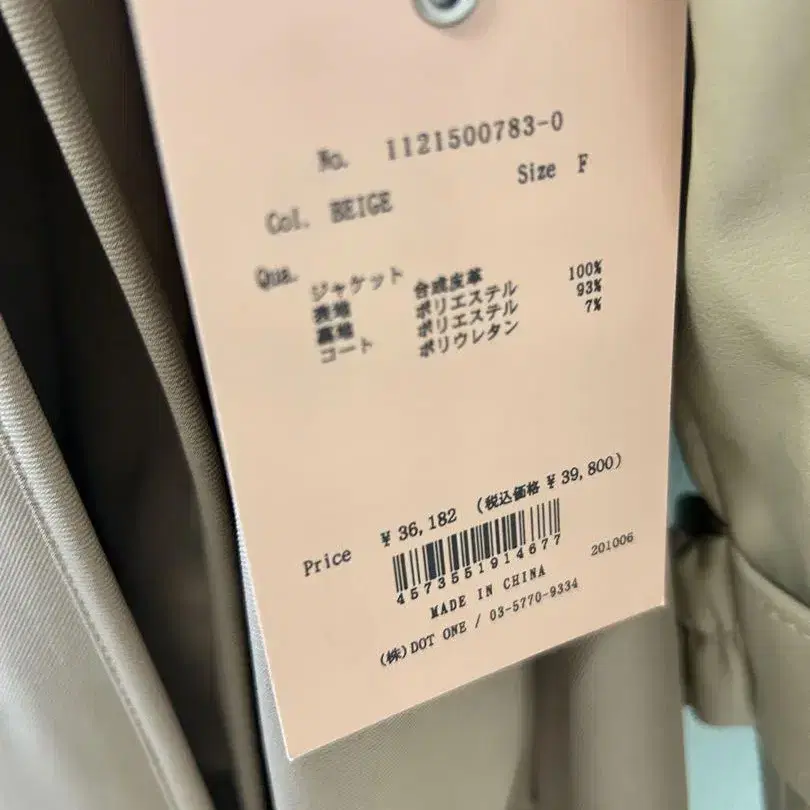 No. 1121500783-0
Size F
Col. BEIGE
Qua. ジャケット 合成皮革 100%
表地 ポリエステル 93%
裏地 ポリエステル 7%
コート ポリウレタン
Price ¥36,182 (税込価格 ¥39,800)
4573551914677
201006
MADE IN CHINA
(株)DOT ONE / 03-5770-9334